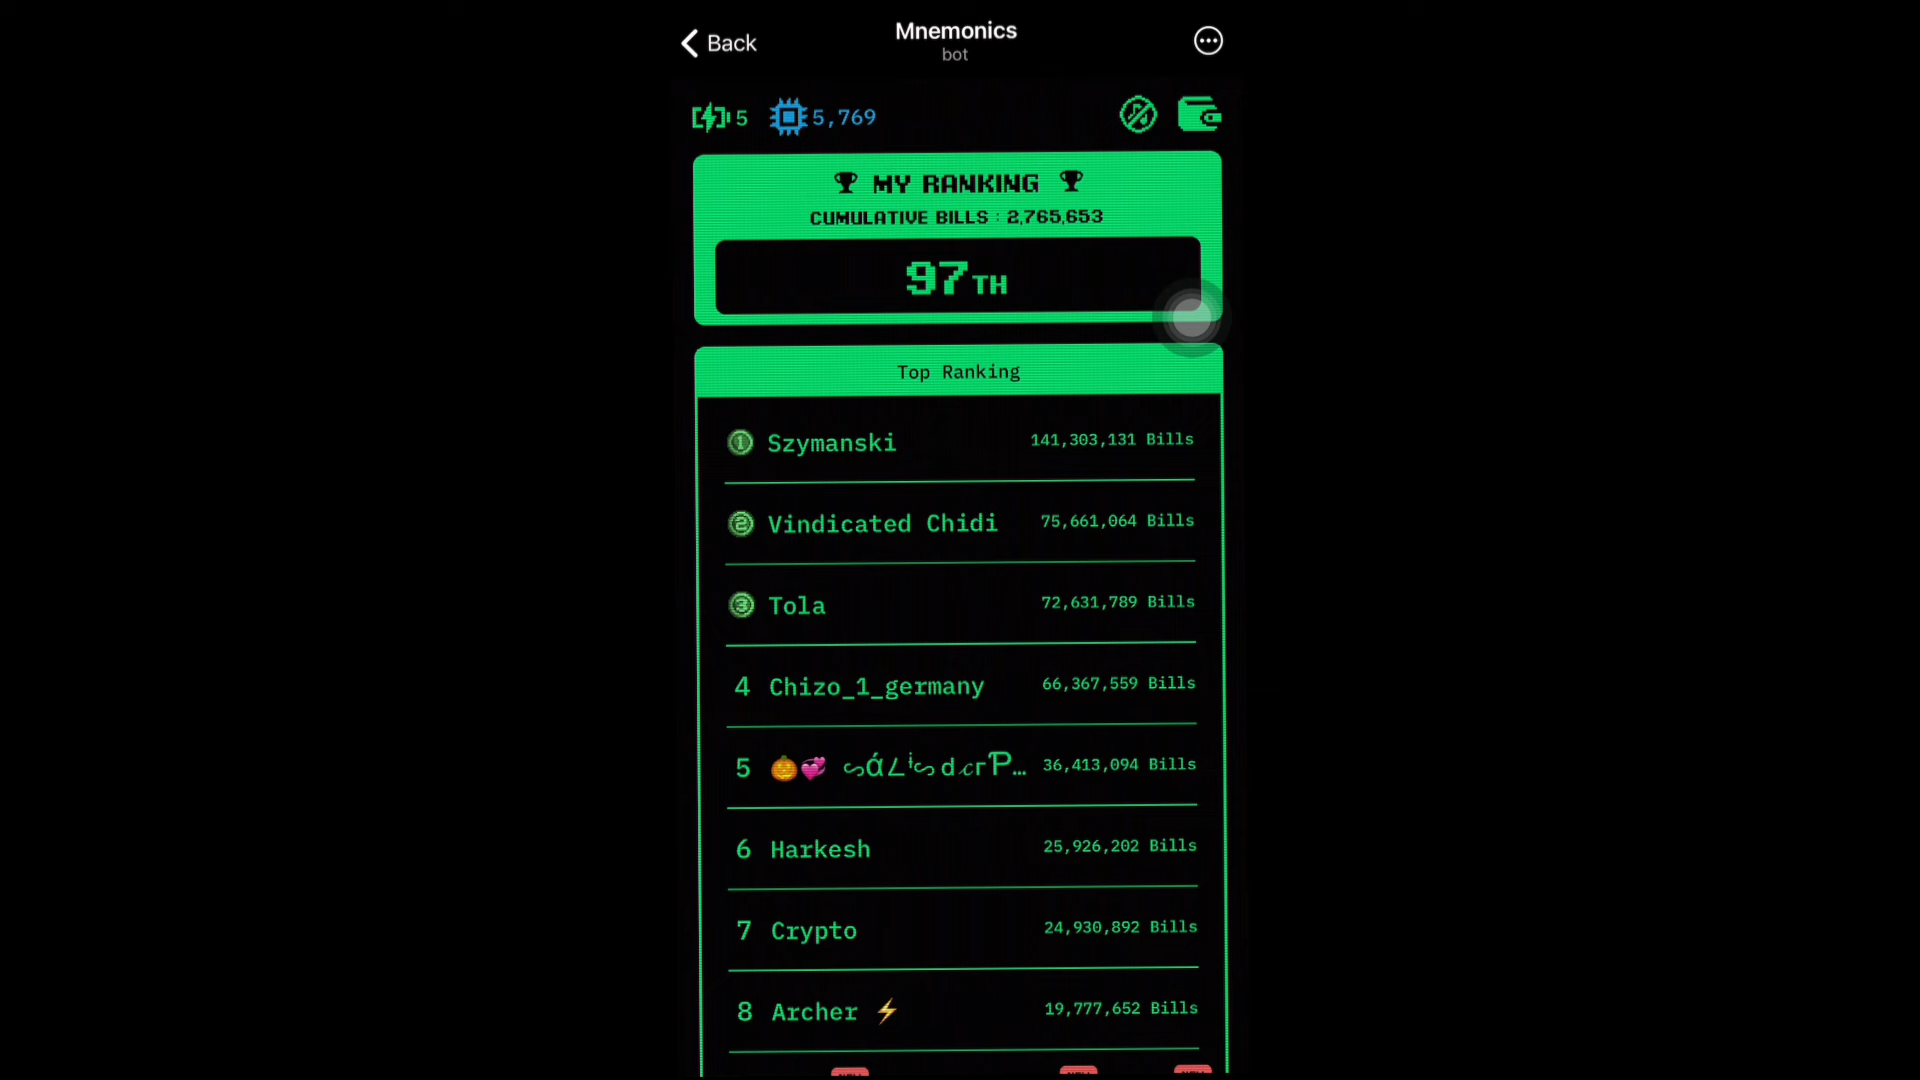 Back
Mnemonics
bot
5
5,769
MY RANKING
CUMULATIVE BILLS : 2,765,653
97TH
Top Ranking
1 Szymanski 141,303,131 Bills
2 Vindicated Chidi 75,661,064 Bills
3 Tola 72,631,789 Bills
4 Chizo_1_germany 66,367,559 Bills
5 36,413,094 Bills
6 Harkesh 25,926,202 Bills
7 Crypto 24,930,892 Bills
8 Archer ⚡ 19,777,652 Bills